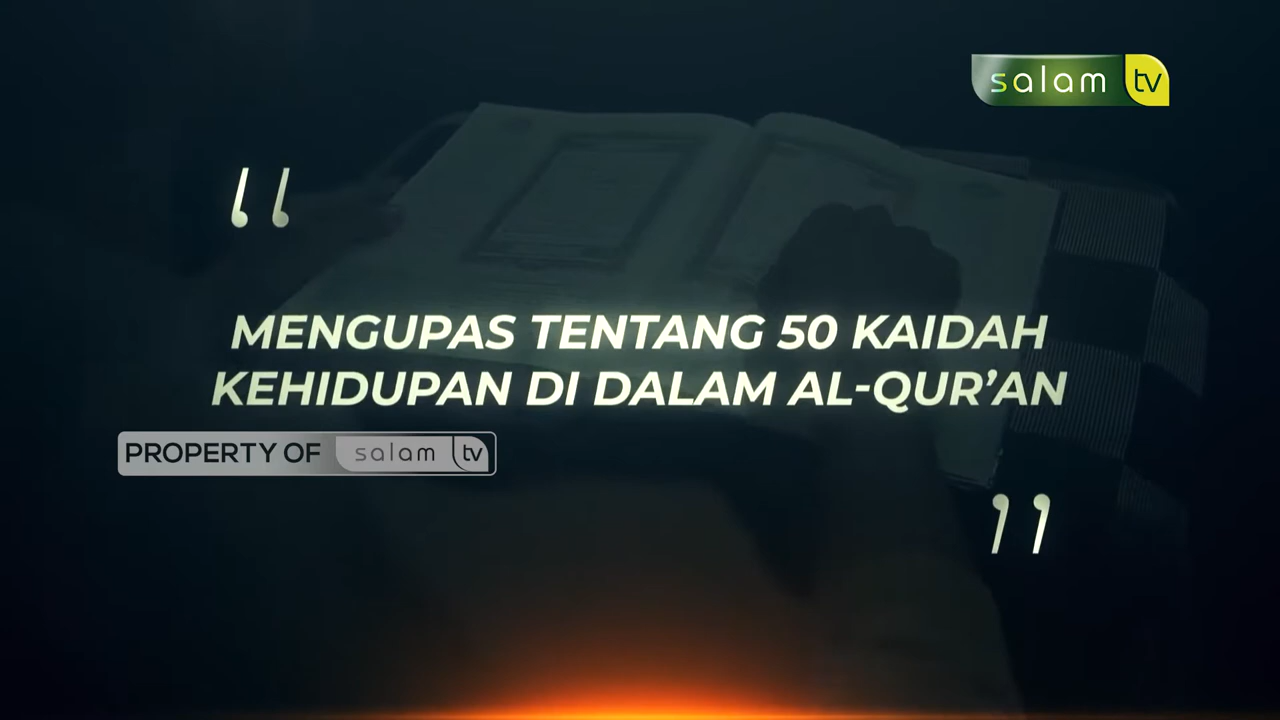 salam tv
“
MENGUPAS TENTANG 50 KAIDAH
KEHIDUPAN DI DALAM AL-QUR’AN
PROPERTY OF salam tv
”